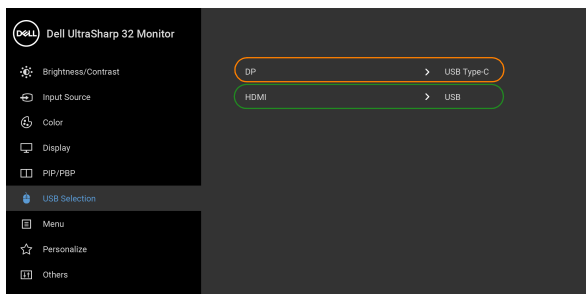 DELL Dell UltraSharp 32 Monitor
Brightness/Contrast
DP > USB Type-C
Input Source
HDMI > USB
Color
Display
PIP/PBP
USB Selection
Menu
Personalize
Others